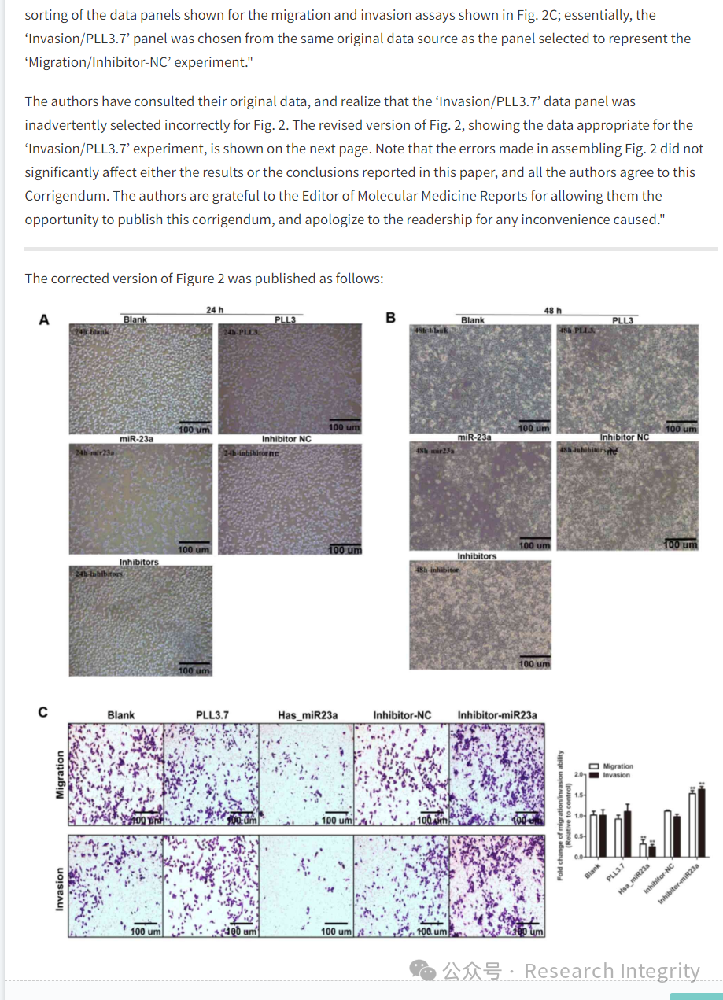 sorting of the data panels shown for the migration and invasion assays shown in Fig. 2C; essentially, the
‘Invasion/PLL3.7’ panel was chosen from the same original data source as the panel selected to represent the
‘Migration/Inhibitor-NC’ experiment."
The authors have consulted their original data, and realize that the ‘Invasion/PLL3.7’ data panel was
inadvertently selected incorrectly for Fig. 2. The revised version of Fig. 2, showing the data appropriate for the
‘Invasion/PLL3.7’ experiment, is shown on the next page. Note that the errors made in assembling Fig. 2 did not
significantly affect either the results or the conclusions reported in this paper, and all the authors agree to this
Corrigendum. The authors are grateful to the Editor of Molecular Medicine Reports for allowing them the
opportunity to publish this corrigendum, and apologize to the readership for any inconvenience caused."
The corrected version of Figure 2 was published as follows:
A
24 h
Blank
PLL3
24h blank
24h PLL3.
100 um
100 um
miR-23a
Inhibitor NC
24h mir23a
24h-inhibitor nc
100 um
100 um
Inhibitors
24h-inhibitors
100 um
B
48 h
Blank
PLL3
48h blank
48h PLL3.
100 um
100 um
miR-23a
Inhibitor NC
48h mir23a
48h-inhibitors
100 um
100 um
Inhibitors
48h inhibitor
100 um
C
Blank
PLL3.7
Has_miR23a
Inhibitor-NC
Inhibitor-miR23a
Migration
100 um
100 um
100 um
100 um
100 um
Invasion
100 um
100 um
100 um
100 um
100 um
Fold change of migration/invasion ability
(Relative to control)
Migration
Invasion
2.0
1.5
1.0
0.5
0.0
**
**
**
**
Blank
PLL3.7
Hsa_miR23a
Inhibitor-NC
Inhibitor-miR23a
公众号 · Research Integrity